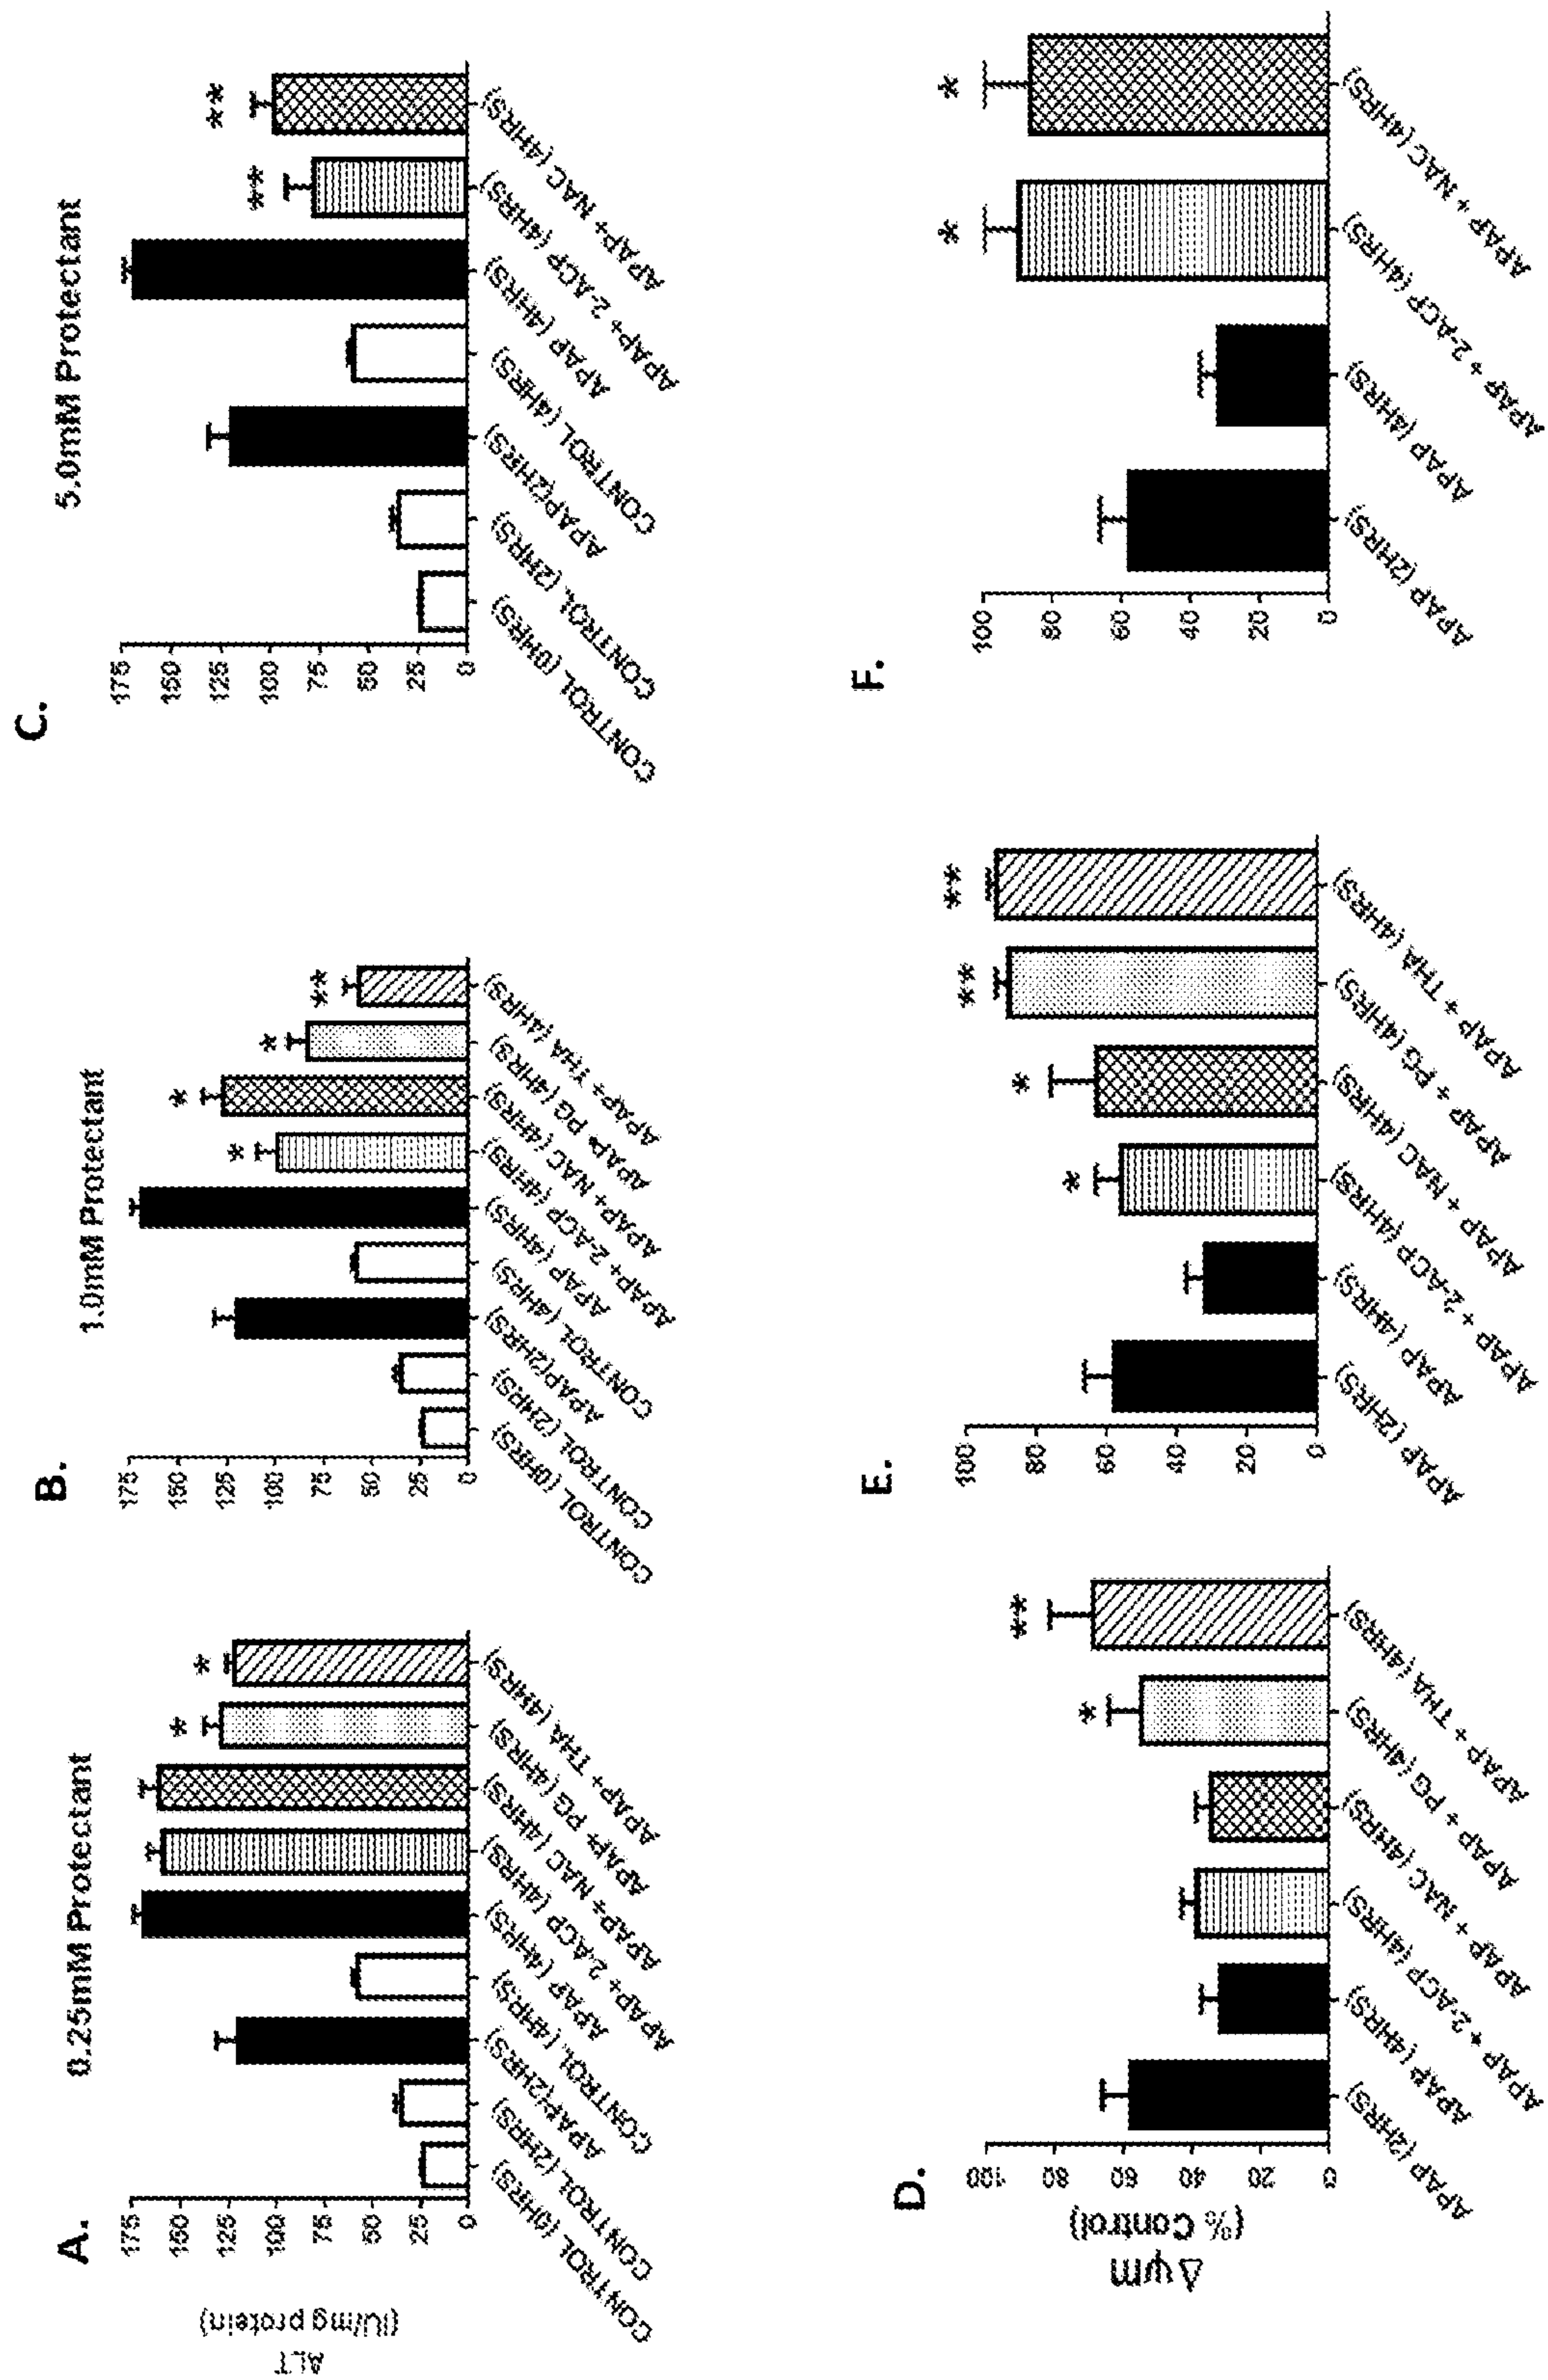 A.
0.25mM Protectant
ALT
(IU/mg protein)
175
150
125
100
75
50
25
0
CONTROL (0HRS)
CONTROL (2HRS)
APAP(2HRS)
CONTROL (4HRS)
APAP (4HRS)
APAP+ 2-ACP (4HRS)
APAP+ NAC (4HRS)
APAP+ PG (4HRS)
APAP+ THA (4HRS)
*
*
B.
1.0mM Protectant
175
150
125
100
75
50
25
0
CONTROL (0HRS)
CONTROL (2HRS)
APAP(2HRS)
CONTROL (4HRS)
APAP (4HRS)
APAP+ 2-ACP (4HRS)
APAP+ NAC (4HRS)
APAP+ PG (4HRS)
APAP+ THA (4HRS)
*
*
*
**
C.
5.0mM Protectant
175
150
125
100
75
50
25
0
CONTROL (0HRS)
CONTROL (2HRS)
APAP(2HRS)
CONTROL (4HRS)
APAP (4HRS)
APAP+ 2-ACP (4HRS)
APAP+ NAC (4HRS)
**
**
D.
Δψm
(% Control)
100
80
60
40
20
0
APAP (2HRS)
APAP (4HRS)
APAP + 2-ACP (4HRS)
APAP + NAC (4HRS)
APAP + PG (4HRS)
APAP + THA (4HRS)
*
**
E.
100
80
60
40
20
0
APAP (2HRS)
APAP (4HRS)
APAP + 2-ACP (4HRS)
APAP + NAC (4HRS)
APAP + PG (4HRS)
APAP + THA (4HRS)
*
*
**
**
F.
100
80
60
40
20
0
APAP (2HRS)
APAP (4HRS)
APAP + 2-ACP (4HRS)
APAP + NAC (4HRS)
*
*